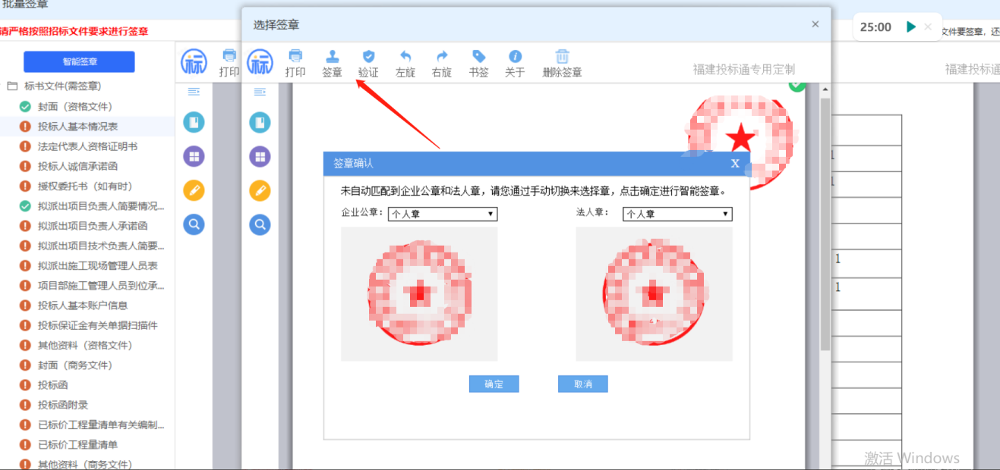 批量签章
选择签章
×
25:00
请严格按照招标文件要求进行签章
文件要签章，还
智能签章
标书文件(需签章)
封面（资格文件）
投标人基本情况表
法定代表人资格证明书
投标人诚信承诺函
授权委托书（如有时）
拟派出项目负责人简要情况...
拟派出项目负责人承诺函
拟派出项目技术负责人简要...
拟派出施工现场管理人员表
项目部施工管理人员到位承...
投标人基本账户信息
投标保证金有关单据扫描件
其他资料（资格文件）
封面（商务文件）
投标函
投标函附录
已标价工程量清单有关编制...
已标价工程量清单
其他资料（商务文件）
标
打印
标
打印
签章
验证
左旋
右旋
书签
关于
删除签章
福建投标通专用定制
福建投标通
签章确认
X
未自动匹配到企业公章和法人章，请您通过手动切换来选择章，点击确定进行智能签章。
企业公章：
个人章
法人章：
个人章
确定
取消
1
1
1
1
激活 Windows